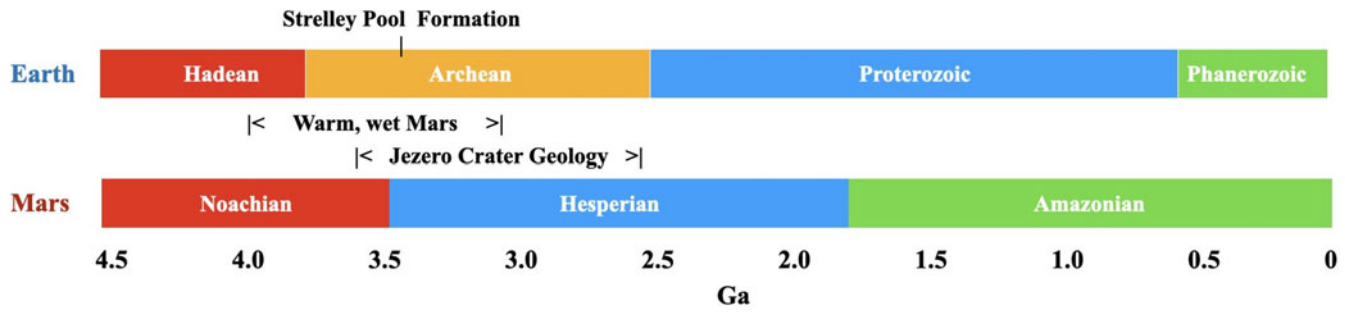 Strelley Pool Formation
Earth Hadean Archean Proterozoic Phanerozoic
|< Warm, wet Mars >|
|< Jezero Crater Geology >|
Mars Noachian Hesperian Amazonian
4.5 4.0 3.5 3.0 2.5 2.0 1.5 1.0 0.5 0
Ga